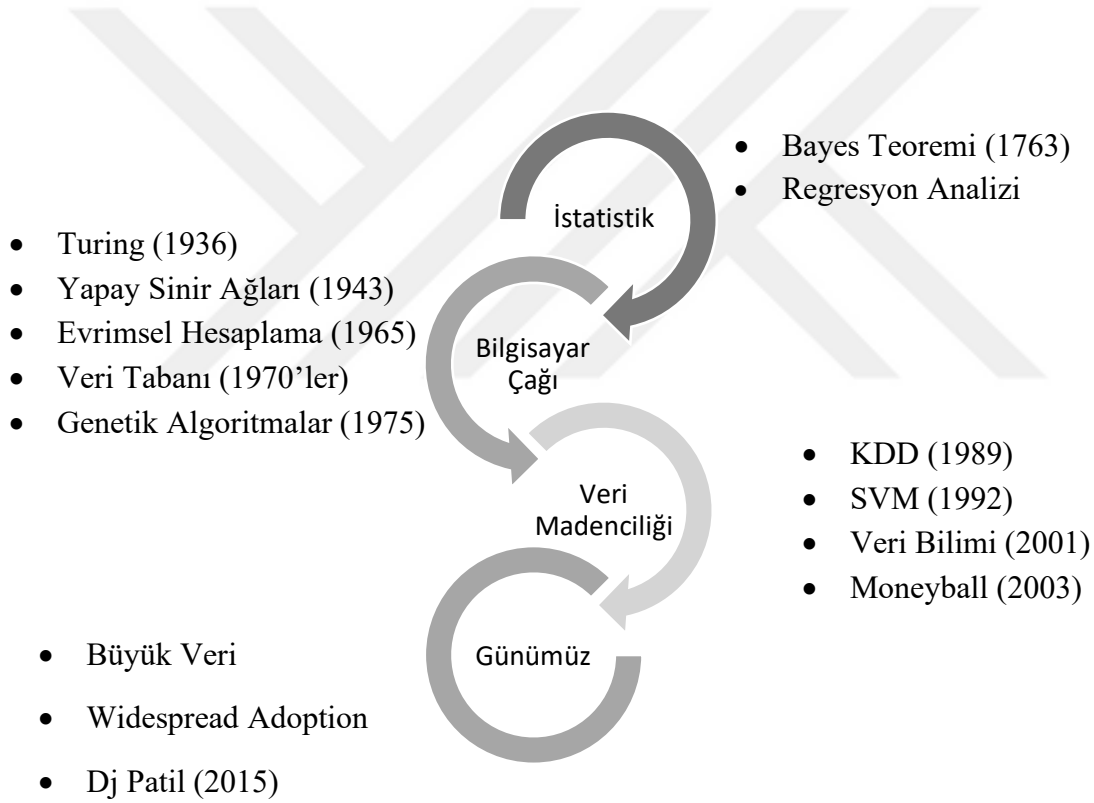 İstatistik
• Bayes Teoremi (1763)
• Regresyon Analizi
Bilgisayar
Çağı
• Turing (1936)
• Yapay Sinir Ağları (1943)
• Evrimsel Hesaplama (1965)
• Veri Tabanı (1970’ler)
• Genetik Algoritmalar (1975)
Veri
Madenciliği
• KDD (1989)
• SVM (1992)
• Veri Bilimi (2001)
• Moneyball (2003)
Günümüz
• Büyük Veri
• Widespread Adoption
• Dj Patil (2015)